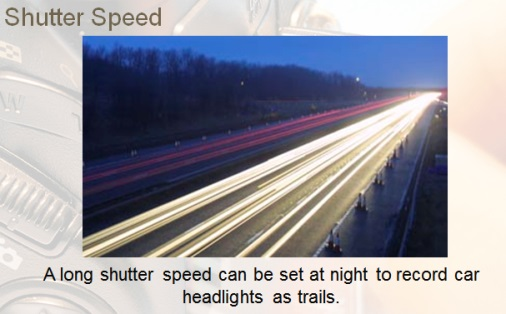 Shutter Speed
A long shutter speed can be set at night to record car
headlights as trails.